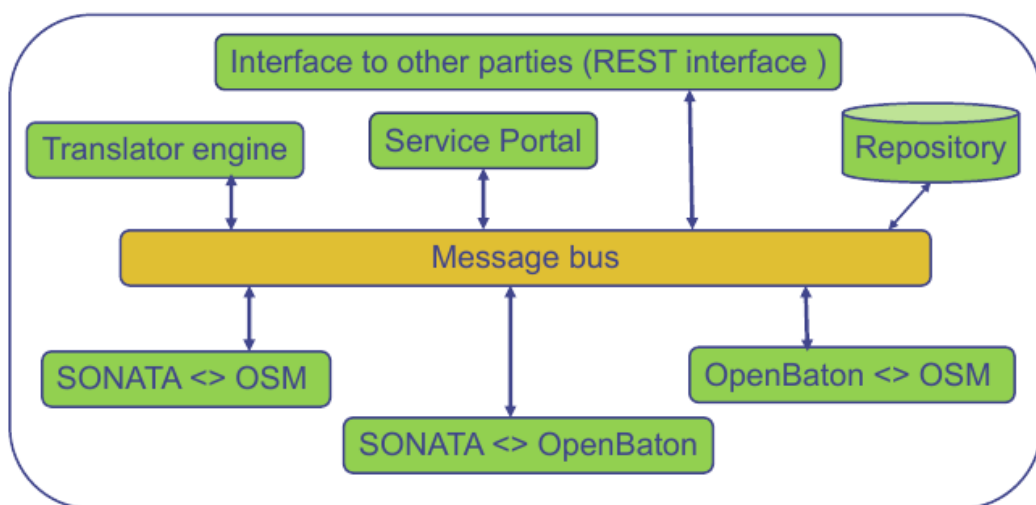 Interface to other parties (REST interface )
Translator engine
Service Portal
Repository
Message bus
SONATA <> OSM
OpenBaton <> OSM
SONATA <> OpenBaton